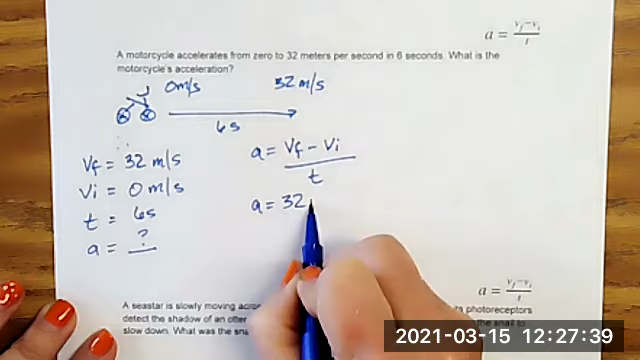 a = vf–vi / t
A motorcycle accelerates from zero to 32 meters per second in 6 seconds. What is the
motorcycle's acceleration?
0m/s 32 m/s
6s
Vf = 32 m/s
Vi = 0 m/s
t = 6s
a = ?
a = Vf - Vi / t
a = 32
a = vf–vi / t
A seastar is slowly moving
its photoreceptors
detect the shadow of an otter
slow down. What was the
2021-03-15 12:27:39